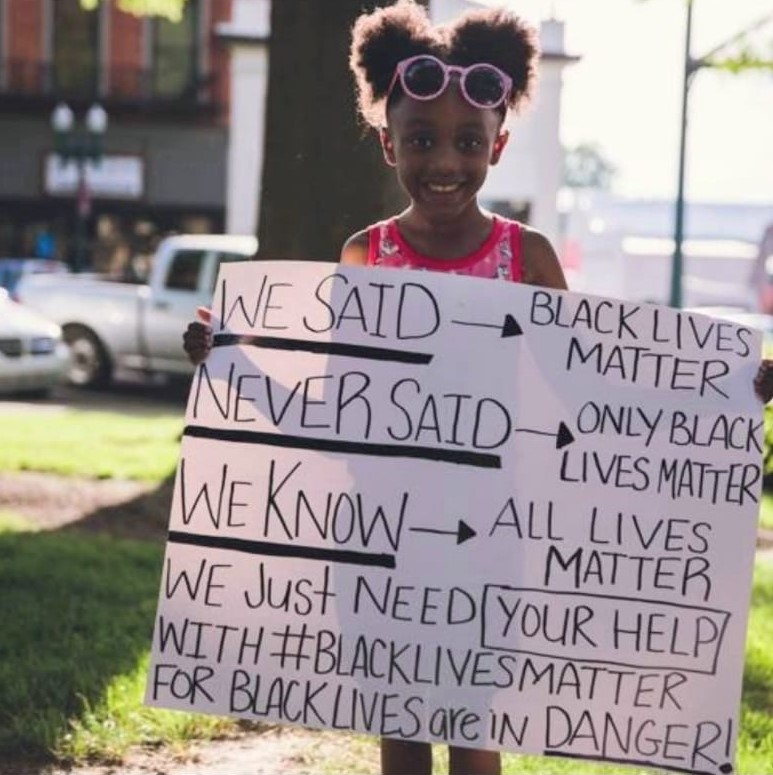 WE SAID → BLACK LIVES
MATTER
NEVER SAID → ONLY BLACK
LIVES MATTER
WE KNOW → ALL LIVES
MATTER
WE JUSt NEED YOUR HELP
WITH #BLACKLIVESMATTER
FOR BLACK LIVES are iN DANGER!